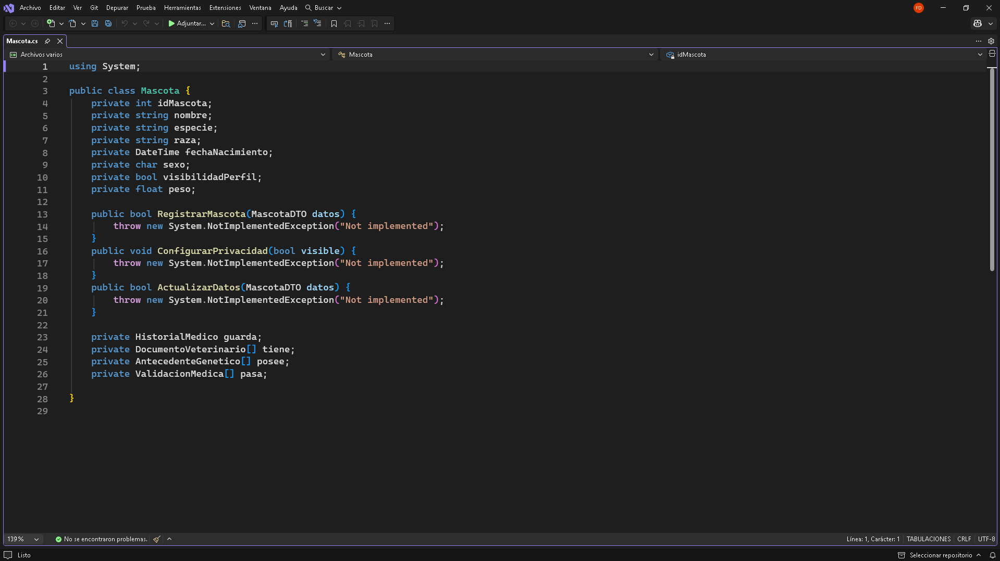 Archivo Editar Ver Git Depurar Prueba Herramientas Extensiones Ventana Ayuda Buscar FD
Adjuntar...
Mascota.cs
Archivos varios Mascota idMascota
1 using System;
2
3 public class Mascota {
4 private int idMascota;
5 private string nombre;
6 private string especie;
7 private string raza;
8 private DateTime fechaNacimiento;
9 private char sexo;
10 private bool visibilidadPerfil;
11 private float peso;
12
13 public bool RegistrarMascota(MascotaDTO datos) {
14 throw new System.NotImplementedException("Not implemented");
15 }
16 public void ConfigurarPrivacidad(bool visible) {
17 throw new System.NotImplementedException("Not implemented");
18 }
19 public bool ActualizarDatos(MascotaDTO datos) {
20 throw new System.NotImplementedException("Not implemented");
21 }
22
23 private HistorialMedico guarda;
24 private DocumentoVeterinario[] tiene;
25 private AntecedenteGenetico[] posee;
26 private ValidacionMedica[] pasa;
27
28 }
29
139 % No se encontraron problemas. Línea: 1, Carácter: 1 TABULACIONES CRLF UTF-8
Listo Seleccionar repositorio